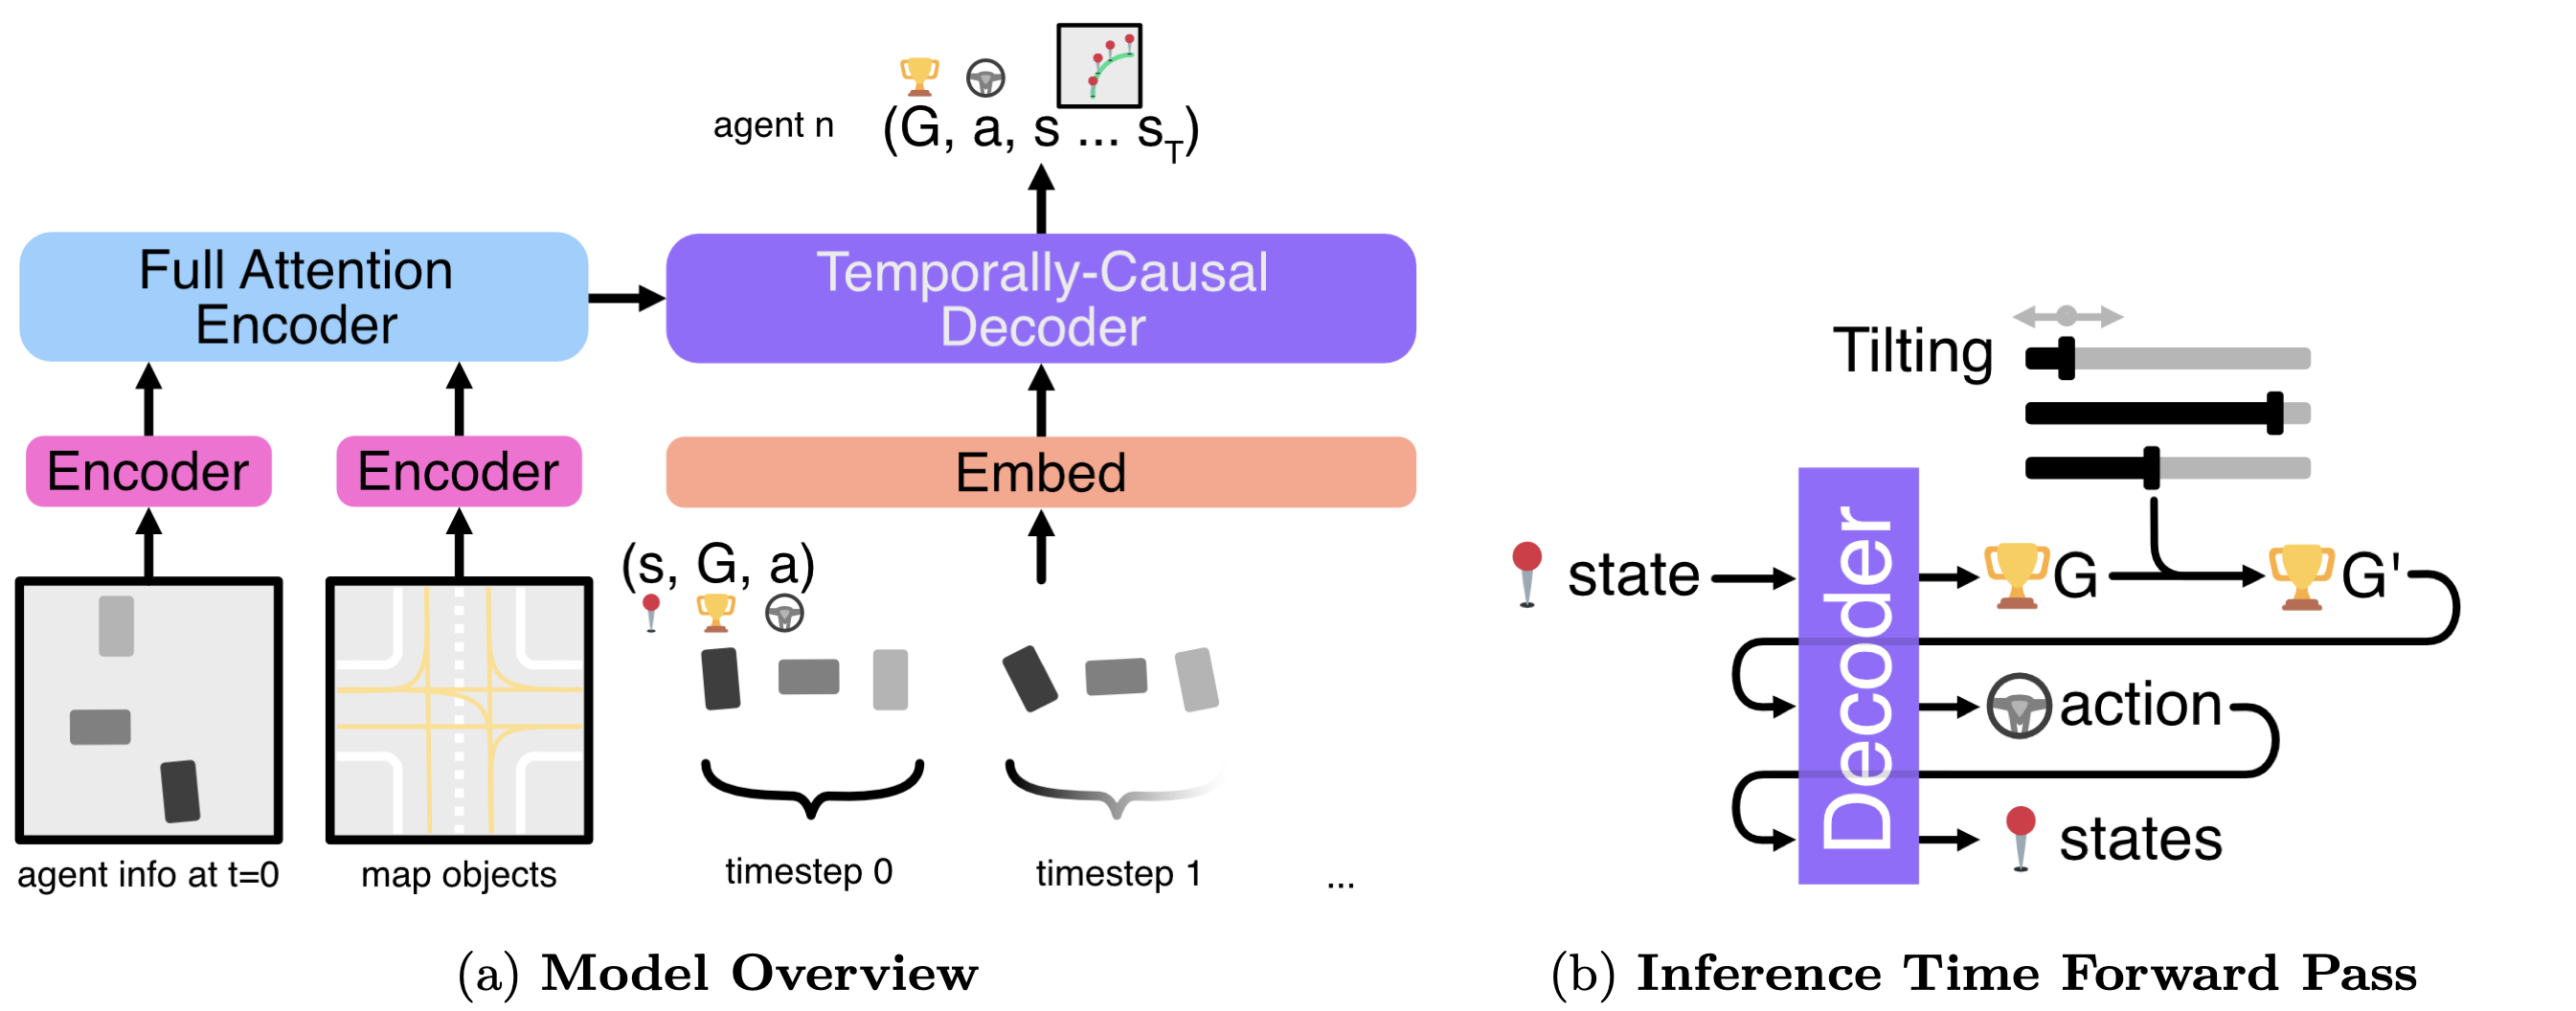 agent n
(G, a, s ... s_T)
Full Attention
Encoder
Temporally-Causal
Decoder
Encoder
Encoder
Embed
(s, G, a)
agent info at t=0
map objects
timestep 0
timestep 1
...
(a) Model Overview
Tilting
state
Decoder
G
G'
action
states
(b) Inference Time Forward Pass